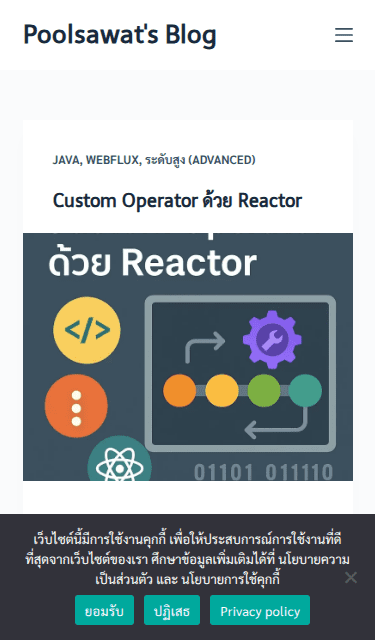 Poolsawat's Blog
JAVA, WEBFLUX, ระดับสูง (ADVANCED)
Custom Operator ด้วย Reactor
ด้วย Reactor
</>
01101 011110
เว็บไซต์นี้มีการใช้งานคุกกี้ เพื่อให้ประสบการณ์การใช้งานที่ดี
ที่สุดจากเว็บไซต์ของเรา ศึกษาข้อมูลเพิ่มเติมได้ที่ นโยบายความ
เป็นส่วนตัว และ นโยบายการใช้คุกกี้
ยอมรับ ปฏิเสธ Privacy policy